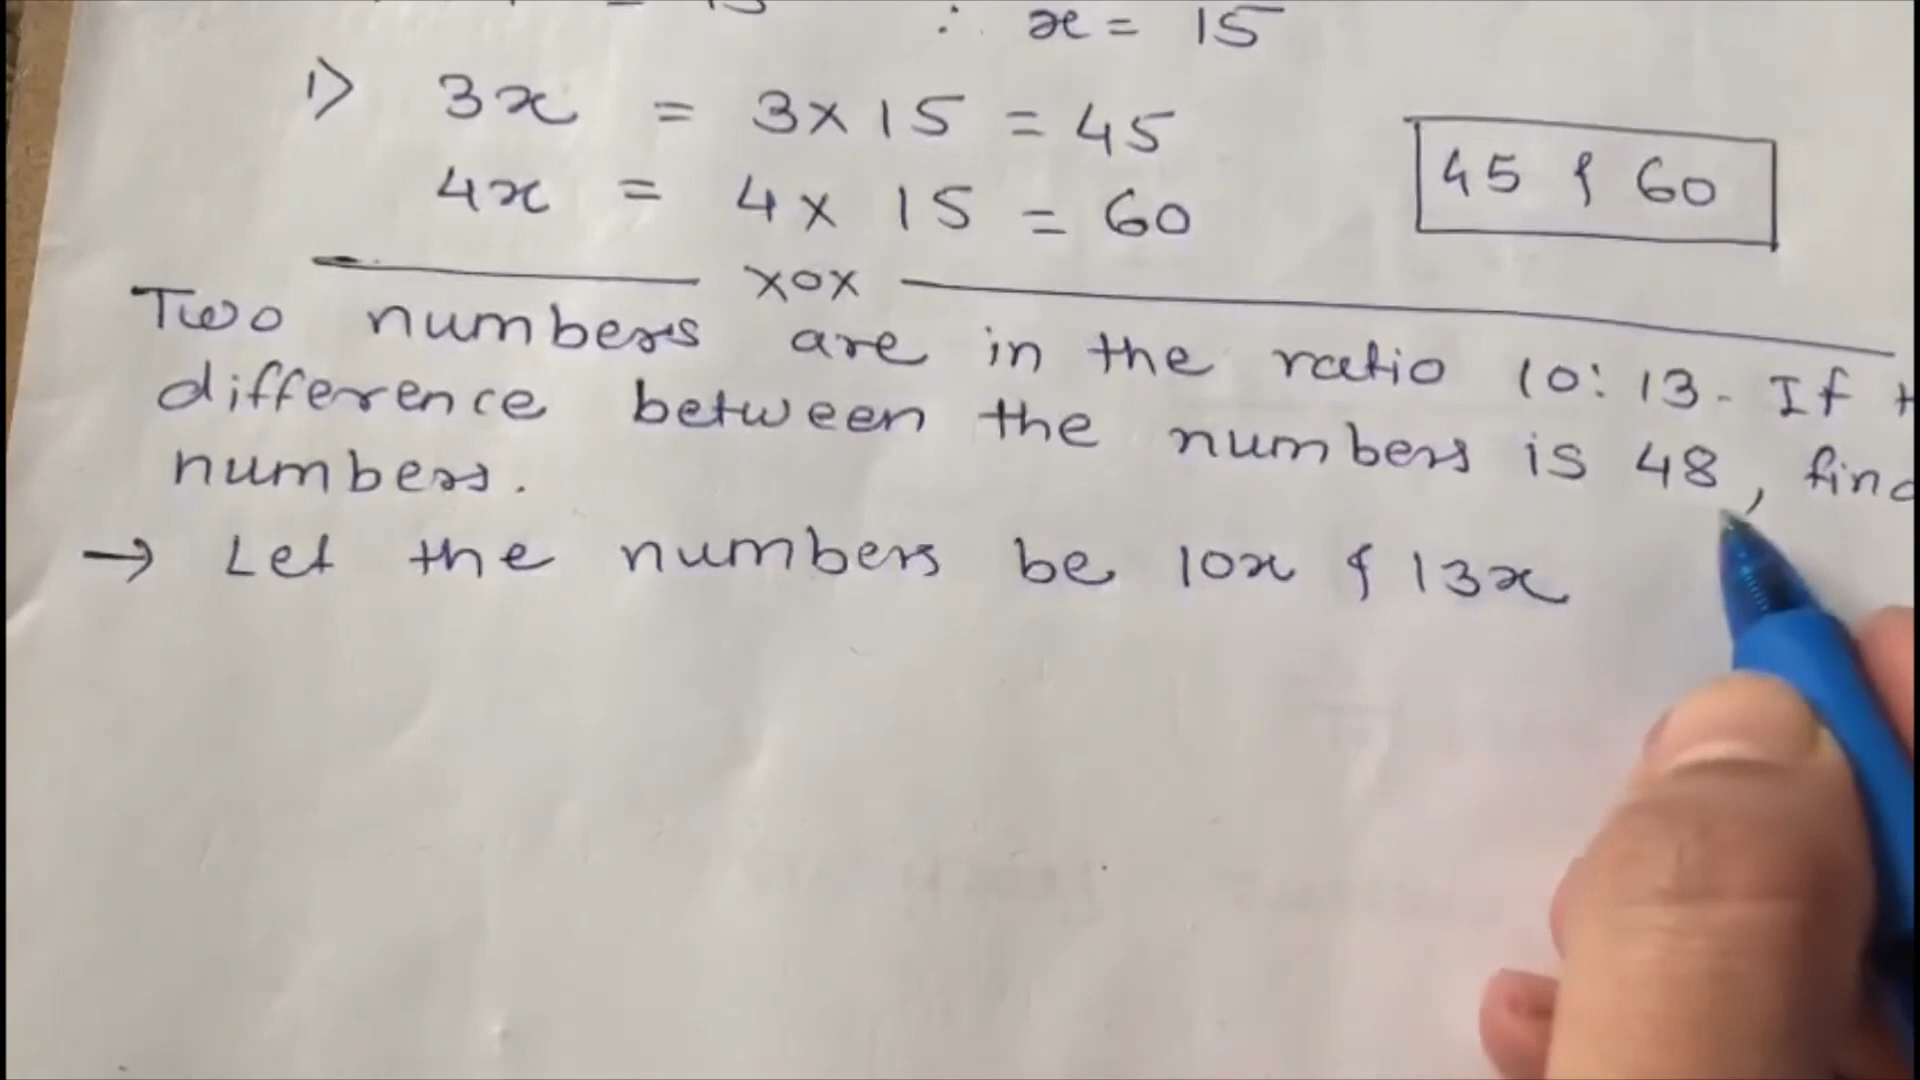 ∴ x = 15
1) 3x = 3 x 15 = 45
4x = 4 x 15 = 60
45 & 60
xox
Two numbers are in the ratio 10:13. If
difference between the numbers is 48,
numbers.
→ Let the numbers be 10x & 13x